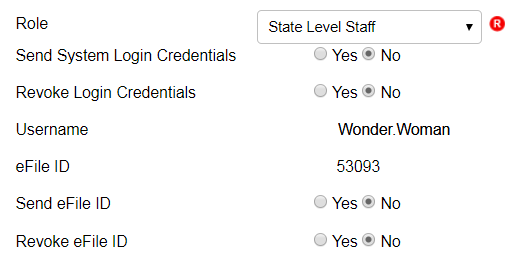 Role State Level Staff R
Send System Login Credentials Yes No
Revoke Login Credentials Yes No
Username Wonder.Woman
eFile ID 53093
Send eFile ID Yes No
Revoke eFile ID Yes No